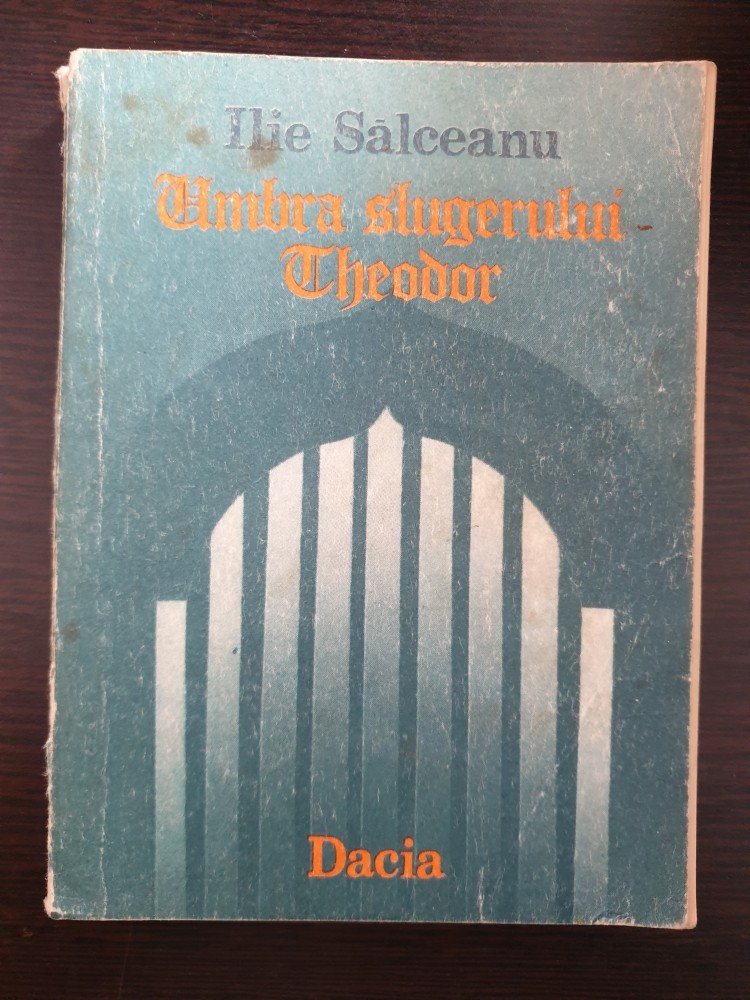 Ilie Sălceanu
Umbra slugerului
Theodor
Dacia